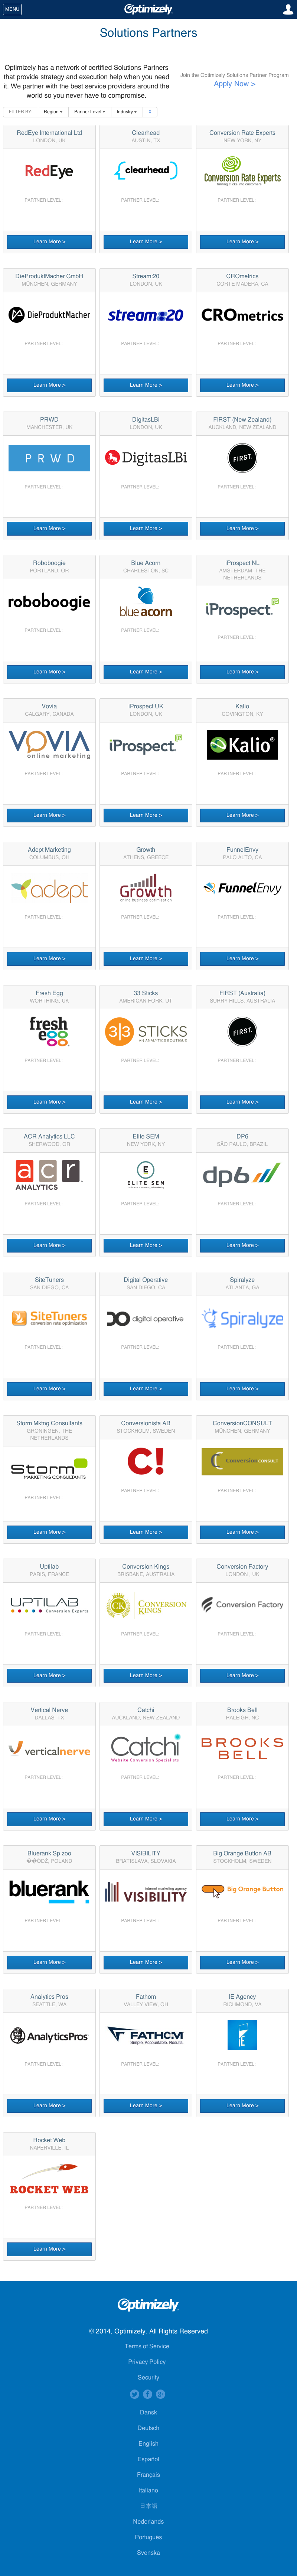 MENU
Optimizely
Solutions Partners
Optimizely has a network of certified Solutions Partners
that provide strategy and execution help when you need
it. We partner with the best service providers around the
world so you never have to compromise.
Join the Optimizely Solutions Partner Program
Apply Now >
FILTER BY: Region Partner Level Industry X
RedEye International Ltd
LONDON, UK
RedEye
PARTNER LEVEL:
Learn More >
Clearhead
AUSTIN, TX
{clearhead}
PARTNER LEVEL:
Learn More >
Conversion Rate Experts
NEW YORK, NY
Conversion Rate Experts
turning clicks into customers
PARTNER LEVEL:
Learn More >
DieProduktMacher GmbH
MÜNCHEN, GERMANY
DieProduktMacher
PARTNER LEVEL:
Learn More >
Stream:20
LONDON, UK
stream:20
PARTNER LEVEL:
Learn More >
CROmetrics
CORTE MADERA, CA
CROmetrics
PARTNER LEVEL:
Learn More >
PRWD
MANCHESTER, UK
PRWD
PARTNER LEVEL:
Learn More >
DigitasLBi
LONDON, UK
DigitasLBi
PARTNER LEVEL:
Learn More >
FIRST (New Zealand)
AUCKLAND, NEW ZEALAND
FIRST.
PARTNER LEVEL:
Learn More >
Roboboogie
PORTLAND, OR
roboboogie
PARTNER LEVEL:
Learn More >
Blue Acorn
CHARLESTON, SC
blue acorn
PARTNER LEVEL:
Learn More >
iProspect NL
AMSTERDAM, THE
NETHERLANDS
iProspect
PARTNER LEVEL:
Learn More >
Vovia
CALGARY, CANADA
VOVIA
online marketing
PARTNER LEVEL:
Learn More >
iProspect UK
LONDON, UK
iProspect
PARTNER LEVEL:
Learn More >
Kalio
COVINGTON, KY
Kalio®
PARTNER LEVEL:
Learn More >
Adept Marketing
COLUMBUS, OH
adept
PARTNER LEVEL:
Learn More >
Growth
ATHENS, GREECE
Growth
online business optimization
PARTNER LEVEL:
Learn More >
FunnelEnvy
PALO ALTO, CA
FunnelEnvy
PARTNER LEVEL:
Learn More >
Fresh Egg
WORTHING, UK
fresh
egg
PARTNER LEVEL:
Learn More >
33 Sticks
AMERICAN FORK, UT
3|3 STICKS
AN ANALYTICS BOUTIQUE
PARTNER LEVEL:
Learn More >
FIRST (Australia)
SURRY HILLS, AUSTRALIA
FIRST.
PARTNER LEVEL:
Learn More >
ACR Analytics LLC
SHERWOOD, OR
acr
ANALYTICS
PARTNER LEVEL:
Learn More >
Elite SEM
NEW YORK, NY
E
ELITE SEM
PARTNER LEVEL:
Learn More >
DP6
SÃO PAULO, BRAZIL
dp6
PARTNER LEVEL:
Learn More >
SiteTuners
SAN DIEGO, CA
SiteTuners
conversion rate optimization
PARTNER LEVEL:
Learn More >
Digital Operative
SAN DIEGO, CA
digital operative
PARTNER LEVEL:
Learn More >
Spiralyze
ATLANTA, GA
Spiralyze
PARTNER LEVEL:
Learn More >
Storm Mktng Consultants
GRONINGEN, THE
NETHERLANDS
Storm
MARKETING CONSULTANTS
PARTNER LEVEL:
Learn More >
Conversionista AB
STOCKHOLM, SWEDEN
C!
PARTNER LEVEL:
Learn More >
ConversionCONSULT
MÜNCHEN, GERMANY
Conversion CONSULT
PARTNER LEVEL:
Learn More >
Uptilab
PARIS, FRANCE
UPTILAB
Conversion Experts
PARTNER LEVEL:
Learn More >
Conversion Kings
BRISBANE, AUSTRALIA
CK CONVERSION
KINGS
PARTNER LEVEL:
Learn More >
Conversion Factory
LONDON , UK
Conversion Factory
PARTNER LEVEL:
Learn More >
Vertical Nerve
DALLAS, TX
verticalnerve
PARTNER LEVEL:
Learn More >
Catchi
AUCKLAND, NEW ZEALAND
Catchi
Website Conversion Specialists
PARTNER LEVEL:
Learn More >
Brooks Bell
RALEIGH, NC
BROOKS
BELL
PARTNER LEVEL:
Learn More >
Bluerank Sp zoo
��ÓDŹ, POLAND
bluerank
PARTNER LEVEL:
Learn More >
VISIBILITY
BRATISLAVA, SLOVAKIA
internet marketing agency
VISIBILITY
PARTNER LEVEL:
Learn More >
Big Orange Button AB
STOCKHOLM, SWEDEN
Big Orange Button
PARTNER LEVEL:
Learn More >
Analytics Pros
SEATTLE, WA
AnalyticsPros
PARTNER LEVEL:
Learn More >
Fathom
VALLEY VIEW, OH
FATHOM
Simple. Accountable. Results.
PARTNER LEVEL:
Learn More >
IE Agency
RICHMOND, VA
IE
PARTNER LEVEL:
Learn More >
Rocket Web
NAPERVILLE, IL
ROCKET WEB
PARTNER LEVEL:
Learn More >
Optimizely
© 2014, Optimizely. All Rights Reserved
Terms of Service
Privacy Policy
Security
Dansk
Deutsch
English
Español
Français
Italiano
日本語
Nederlands
Português
Svenska